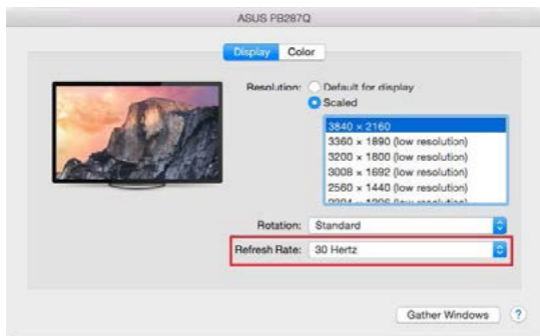 ASUS PB287Q
Display Color
Resolution: Default for display
Scaled
3840 × 2160
3360 × 1890 (low resolution)
3200 × 1800 (low resolution)
3008 × 1692 (low resolution)
2560 × 1440 (low resolution)
Rotation: Standard
Refresh Rate: 30 Hertz
Gather Windows ?